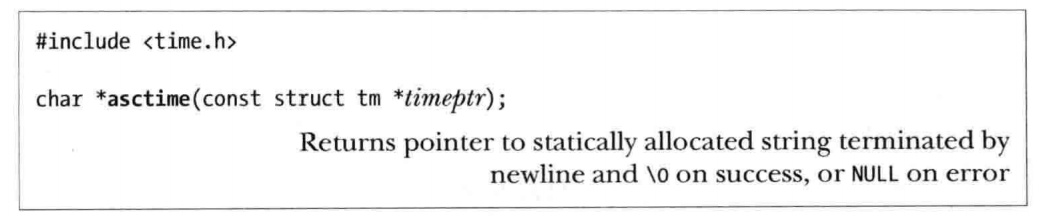 #include <time.h>
char *asctime(const struct tm *timeptr);
Returns pointer to statically allocated string terminated by
newline and \0 on success, or NULL on error